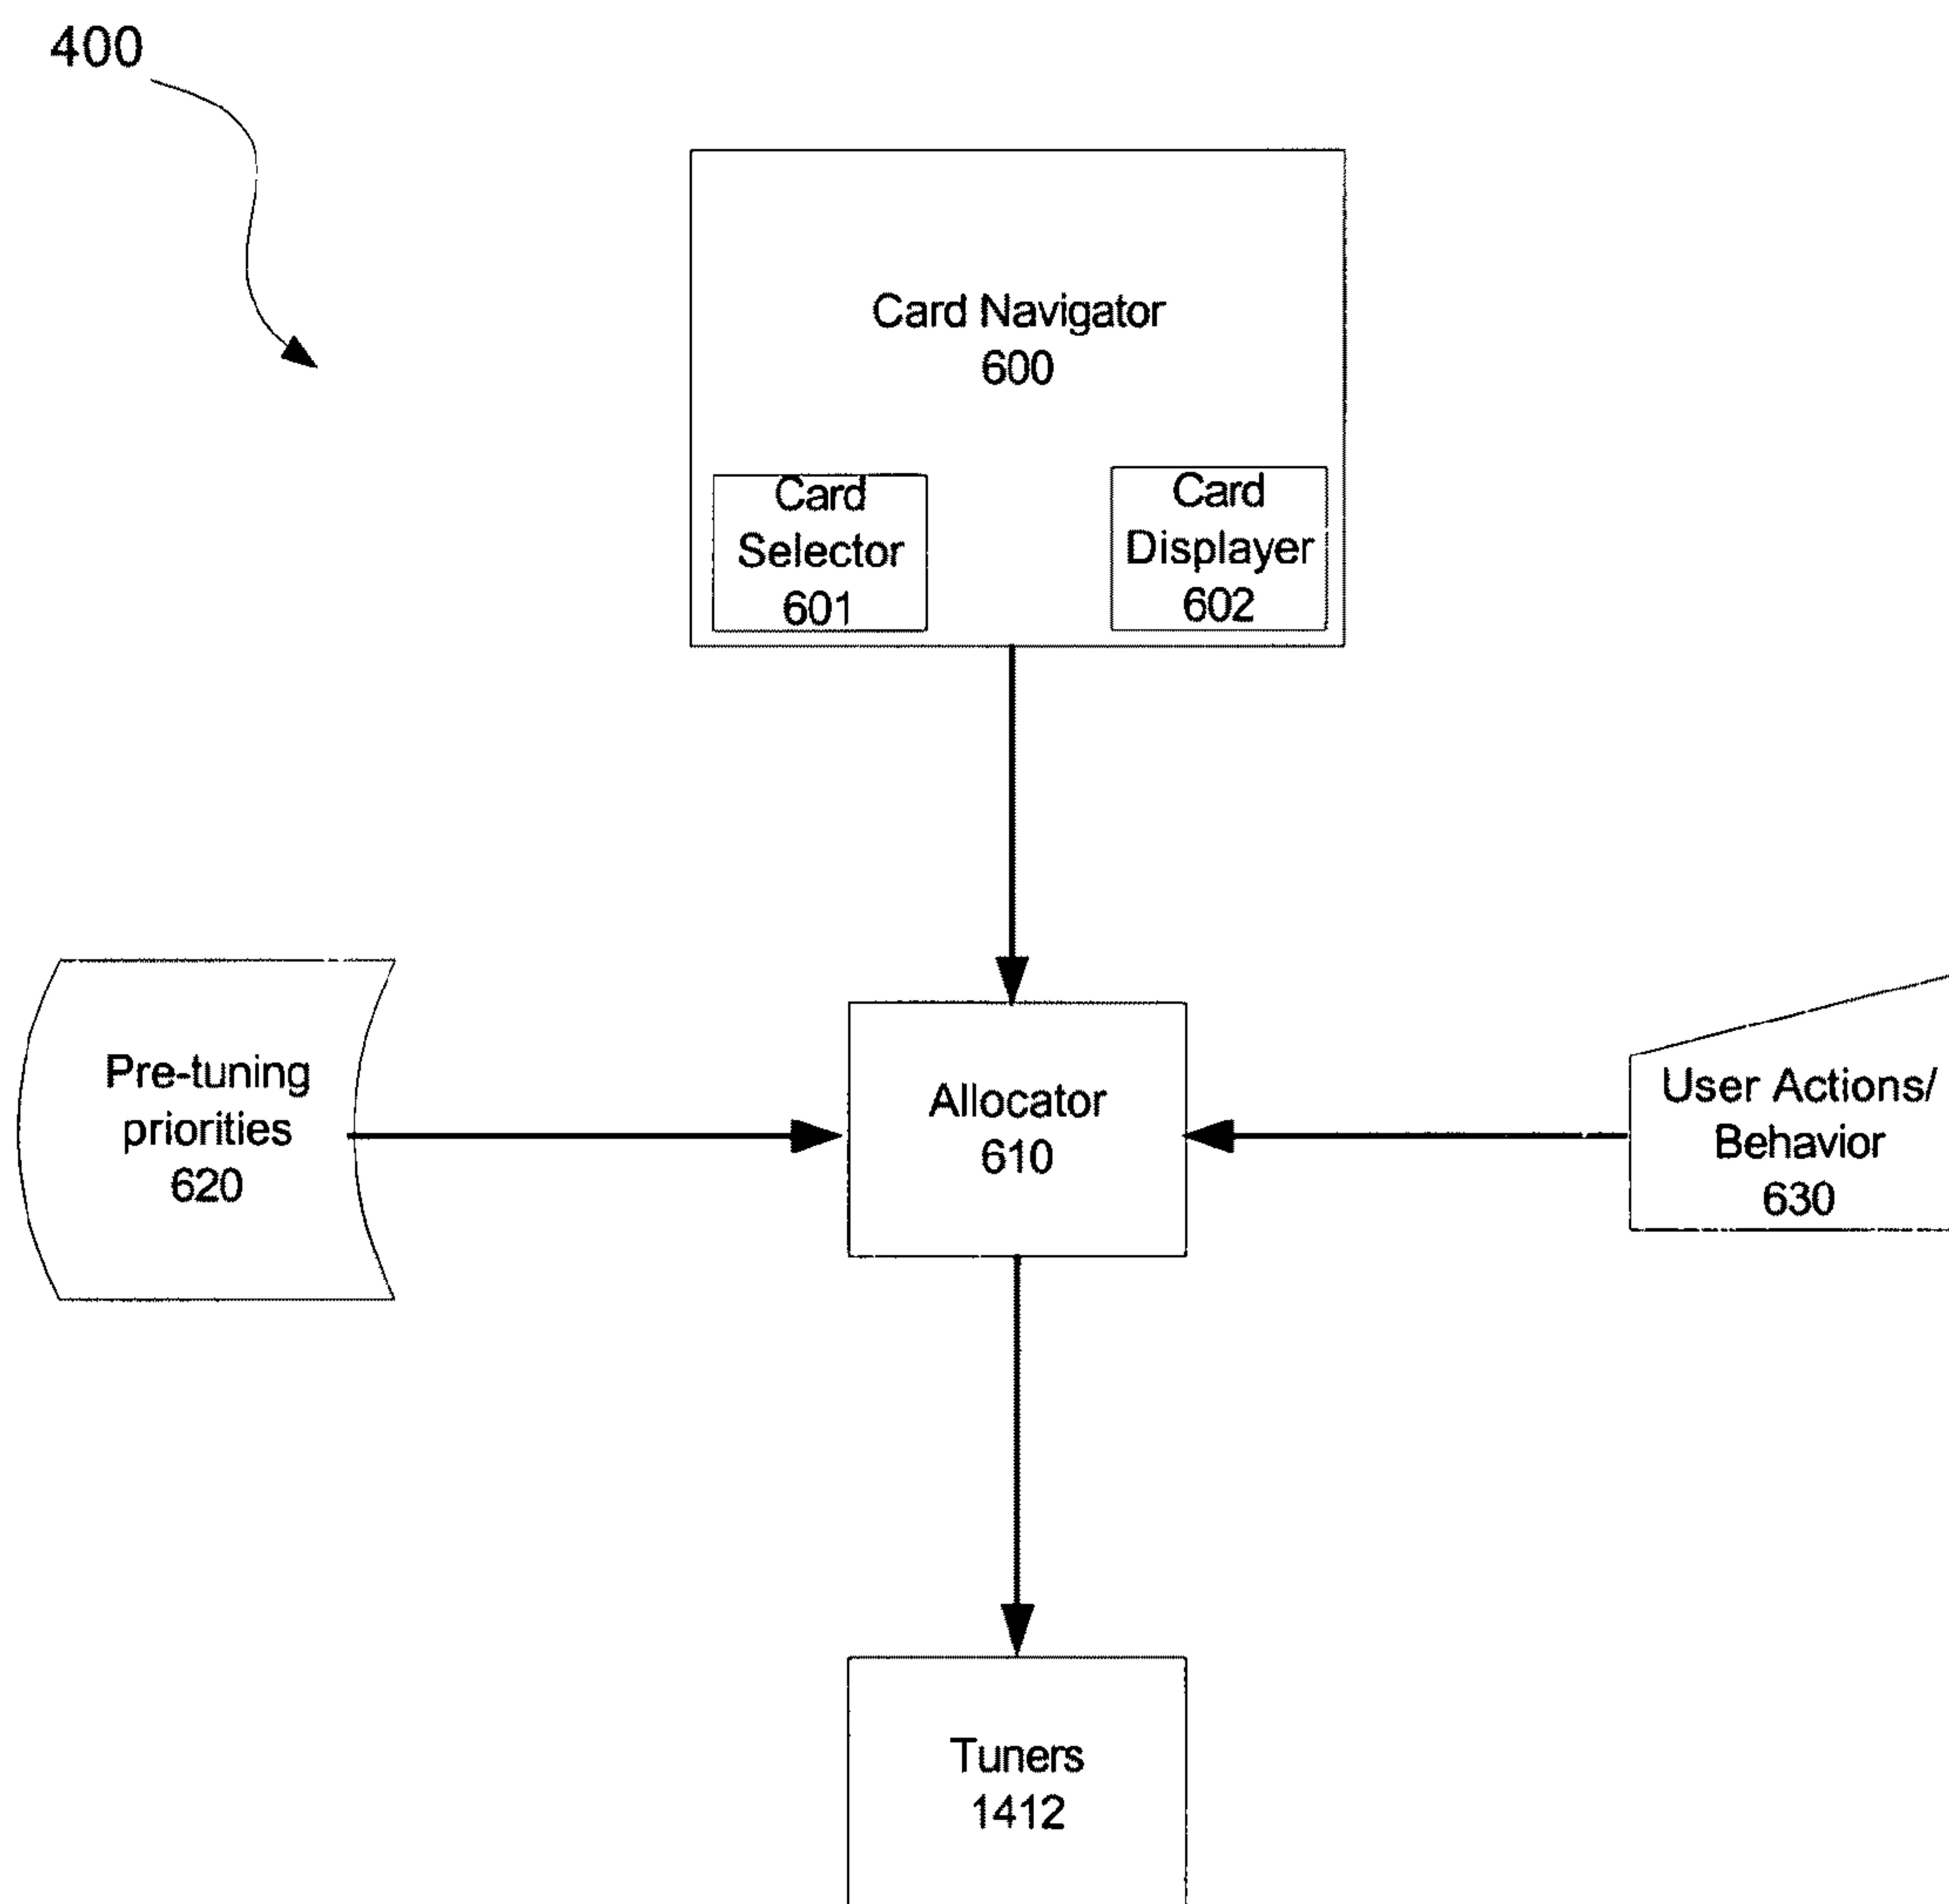 400
Card Navigator
600
Card
Selector
601
Card
Displayer
602
Pre-tuning
priorities
620
Allocator
610
User Actions/
Behavior
630
Tuners
1412